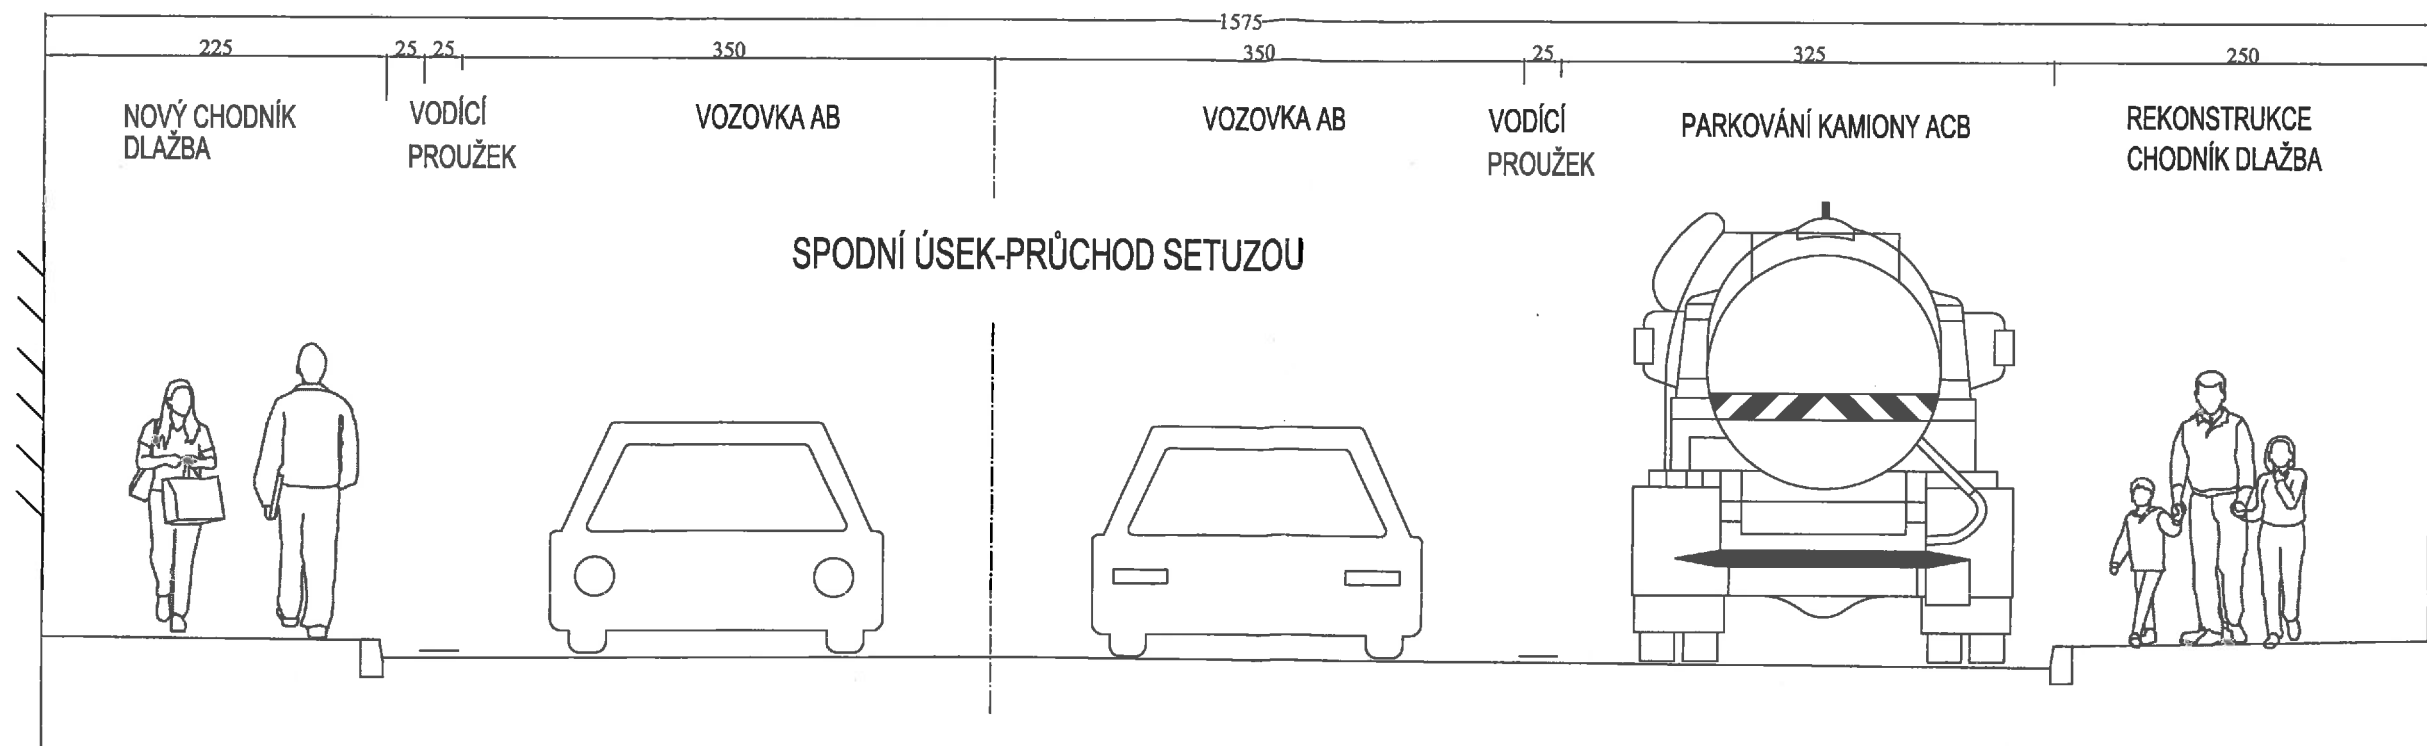 1575
225 25 25 350 350 25 325 250
NOVÝ CHODNÍK
DLAŽBA
VODÍCÍ
PROUŽEK
VOZOVKA AB
VOZOVKA AB
VODÍCÍ
PROUŽEK
PARKOVÁNÍ KAMIONY ACB
REKONSTRUKCE
CHODNÍK DLAŽBA
SPODNÍ ÚSEK-PRŮCHOD SETUZOU